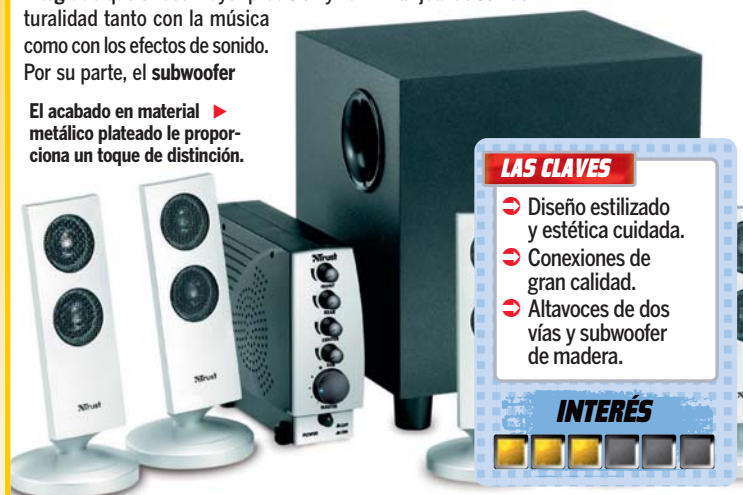 turalidad tanto con la música
como con los efectos de sonido.
Por su parte, el subwoofer
El acabado en material
metálico plateado le propor-
ciona un toque de distinción.
LAS CLAVES
Diseño estilizado
y estética cuidada.
Conexiones de
gran calidad.
Altavoces de dos
vías y subwoofer
de madera.
INTERÉS
Trust
Trust
Trust
POWER